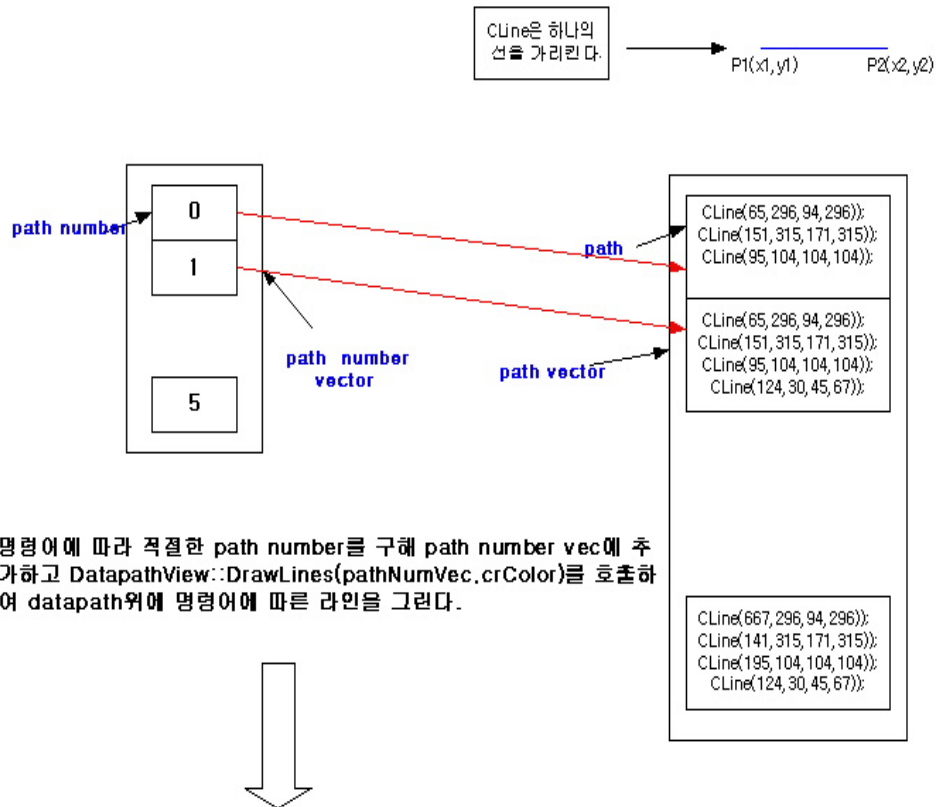 CLine은 하나의
선을 가리킨다.
P1(x1,y1)
P2(x2,y2)
path number
0
1
5
path number
vector
path
path vector
CLine(65,296,94,296));
CLine(151,315,171,315));
CLine(95,104,104,104));
CLine(65,296,94,296));
CLine(151,315,171,315));
CLine(95,104,104,104));
CLine(124,30,45,67));
명령어에 따라 적절한 path number를 구해 path number vec에 추
가하고 DatapathView::DrawLines(pathNumVec,crColor)를 호출하
여 datapath위에 명령어에 따른 라인을 그린다.
CLine(667,296,94,296));
CLine(141,315,171,315));
CLine(195,104,104,104));
CLine(124,30,45,67));